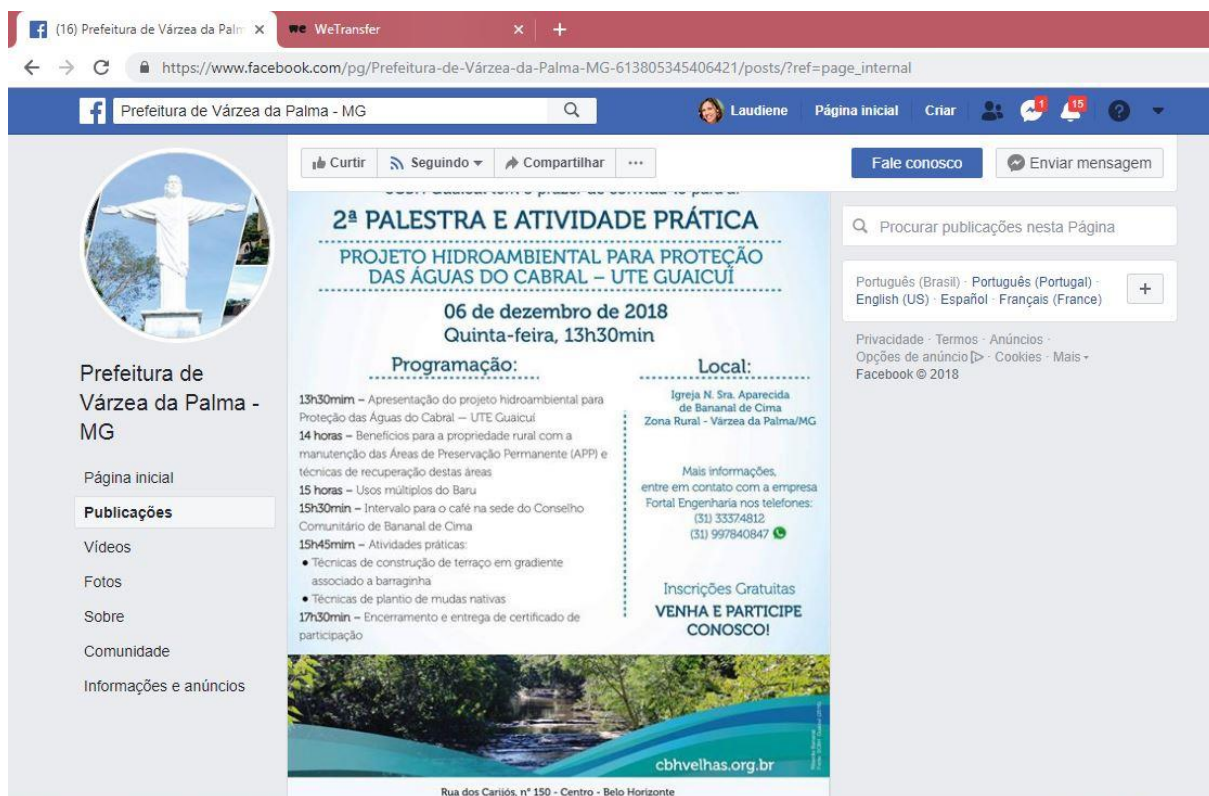 (16) Prefeitura de Várzea da Palm
WeTransfer
https://www.facebook.com/pg/Prefeitura-de-Várzea-da-Palma-MG-613805345406421/posts/?ref=page_internal
Prefeitura de Várzea da Palma - MG
Laudiene
Página inicial
Criar
1
15
Curtir
Seguindo
Compartilhar
Fale conosco
Enviar mensagem
2ª PALESTRA E ATIVIDADE PRÁTICA
PROJETO HIDROAMBIENTAL PARA PROTEÇÃO
DAS ÁGUAS DO CABRAL – UTE GUAICUÍ
06 de dezembro de 2018
Quinta-feira, 13h30min
Programação:
13h30mim – Apresentação do projeto hidroambiental para
Proteção das Águas do Cabral – UTE Guaicuí
14 horas – Benefícios para a propriedade rural com a
manutenção das Áreas de Preservação Permanente (APP) e
técnicas de recuperação destas áreas
15 horas – Usos múltiplos do Baru
15h30min – Intervalo para o café na sede do Conselho
Comunitário de Bananal de Cima
15h45mim – Atividades práticas:
• Técnicas de construção de terraço em gradiente
associado a barraginha
• Técnicas de plantio de mudas nativas
17h30min – Encerramento e entrega de certificado de
participação
Local:
Igreja N. Sra. Aparecida
de Bananal de Cima
Zona Rural - Várzea da Palma/MG
Mais informações,
entre em contato com a empresa
Fortal Engenharia nos telefones:
(31) 33374812
(31) 997840847
Inscrições Gratuitas
VENHA E PARTICIPE
CONOSCO!
cbhvelhas.org.br
Rua dos Carijós, nº 150 - Centro - Belo Horizonte
Prefeitura de
Várzea da Palma -
MG
Página inicial
Publicações
Vídeos
Fotos
Sobre
Comunidade
Informações e anúncios
Procurar publicações nesta Página
Português (Brasil) · Português (Portugal) ·
English (US) · Español · Français (France)
Privacidade · Termos · Anúncios ·
Opções de anúncio · Cookies · Mais
Facebook © 2018